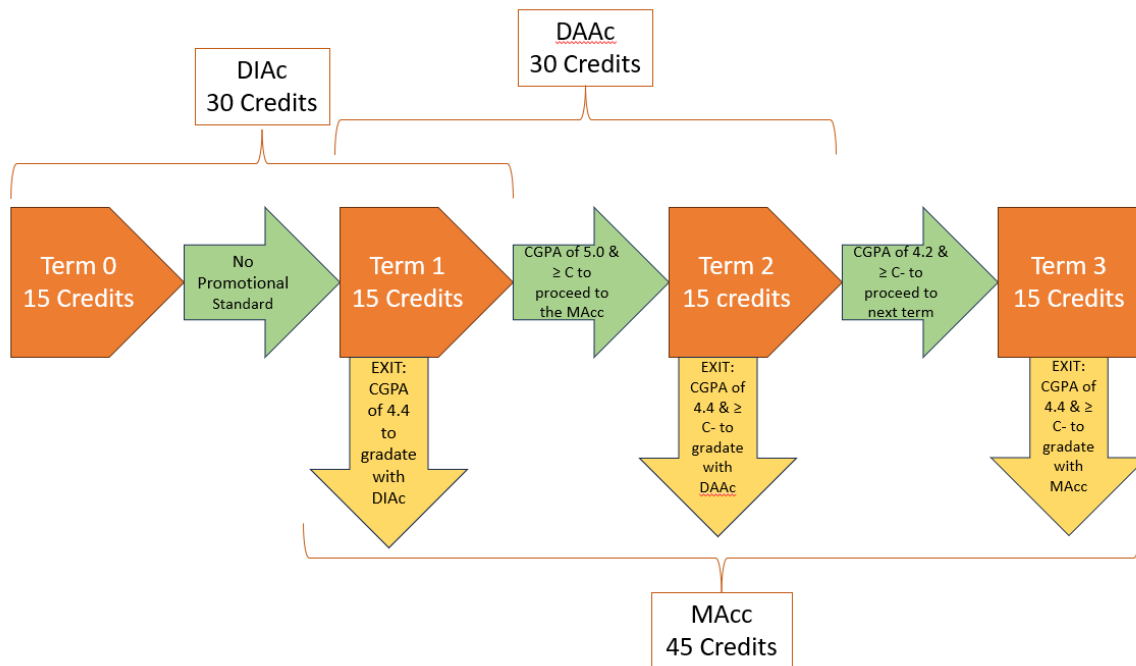 DAAc
30 Credits
DIAc
30 Credits
Term 0
15 Credits
No
Promotional
Standard
Term 1
15 Credits
CGPA of 5.0 &
≥ C to
proceed to
the MAcc
Term 2
15 credits
CGPA of 4.2 &
≥ C- to
proceed to
next term
Term 3
15 Credits
EXIT:
CGPA
of 4.4
to
gradate
with
DIAc
EXIT:
CGPA of
4.4 & ≥
C- to
gradate
with
DAAc
EXIT:
CGPA of
4.4 & ≥
C- to
gradate
with
MAcc
MAcc
45 Credits